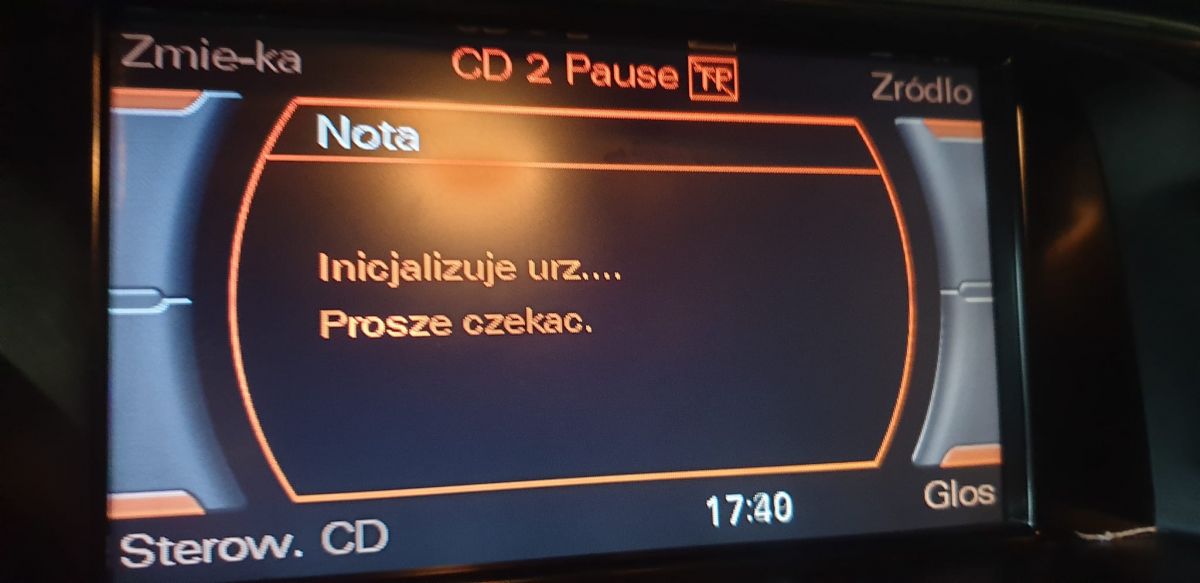 Zmie-ka
CD 2 Pause TP
Zródlo
Nota
Inicjalizuje urz....
Prosze czekac.
17:40
Glos
Sterow. CD